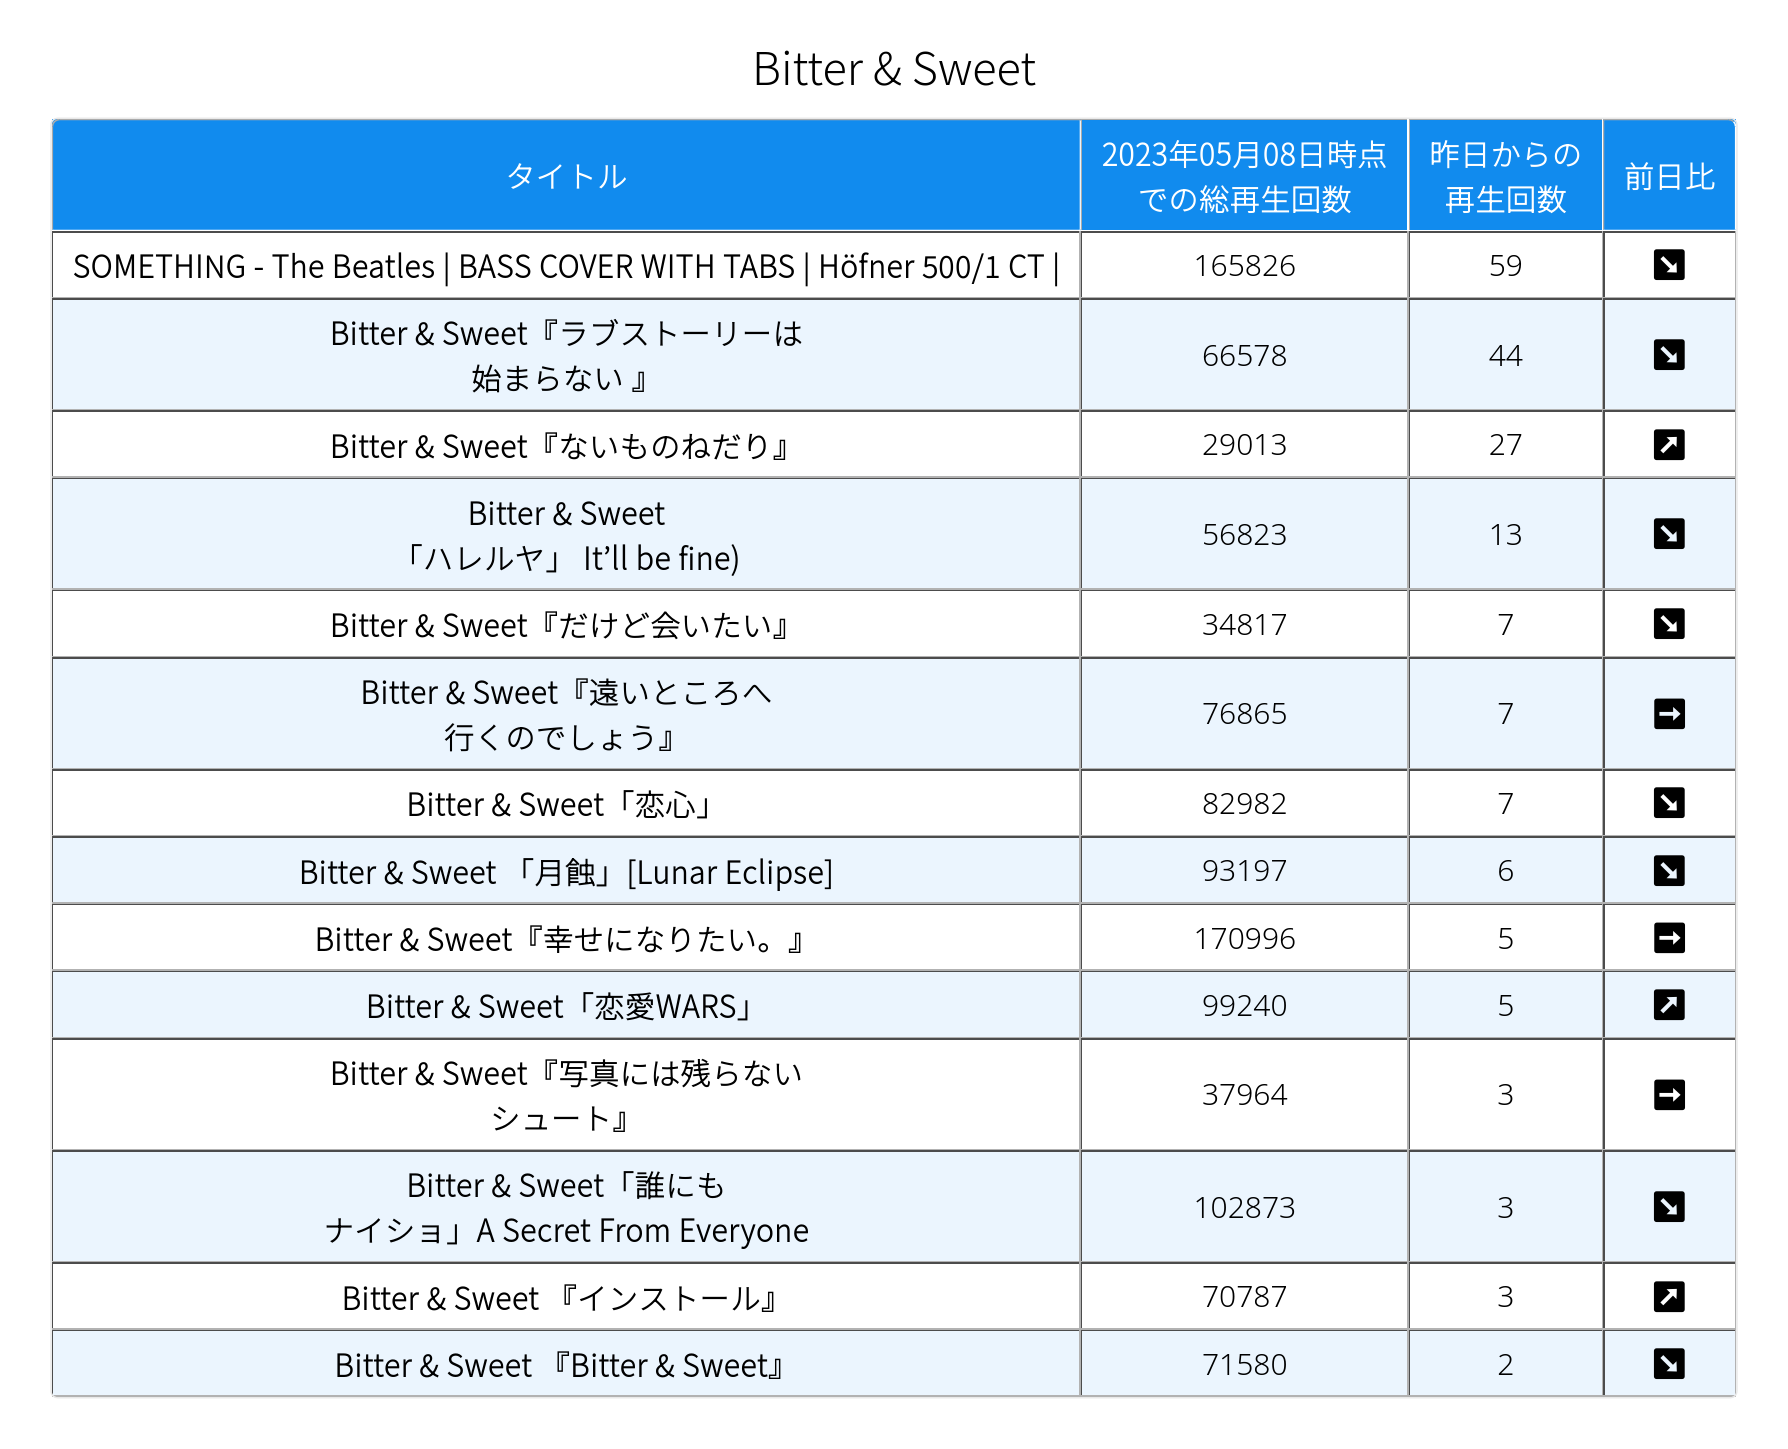 Bitter & Sweet
タイトル
2023年05月08日時点
での総再生回数
昨日からの
再生回数
前日比
SOMETHING - The Beatles | BASS COVER WITH TABS | Höfner 500/1 CT |
165826
59
Bitter & Sweet『ラブストーリーは
始まらない 』
66578
44
Bitter & Sweet『ないものねだり』
29013
27
Bitter & Sweet
「ハレルヤ」 It’ll be fine)
56823
13
Bitter & Sweet『だけど会いたい』
34817
7
Bitter & Sweet『遠いところへ
行くのでしょう』
76865
7
Bitter & Sweet「恋心」
82982
7
Bitter & Sweet 「月蝕」[Lunar Eclipse]
93197
6
Bitter & Sweet『幸せになりたい。』
170996
5
Bitter & Sweet「恋愛WARS」
99240
5
Bitter & Sweet『写真には残らない
シュート』
37964
3
Bitter & Sweet「誰にも
ナイショ」A Secret From Everyone
102873
3
Bitter & Sweet 『インストール』
70787
3
Bitter & Sweet 『Bitter & Sweet』
71580
2